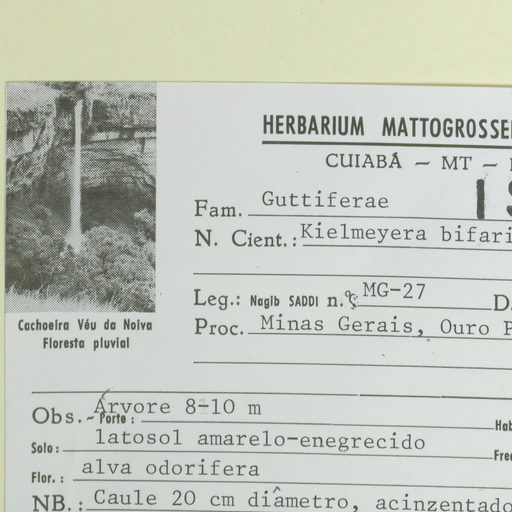 HERBARIUM MATTOGROSSE
CUIABÁ – MT –
Fam. Guttiferae
N. Cient.: Kielmeyera bifari
Leg.: Nagib SADDI n.º MG-27 D
Cachoeira Véu da Noiva
Floresta pluvial
Proc. Minas Gerais, Ouro P
Obs.- Porte: Árvore 8-10 m Hab
Solo: latosol amarelo-enegrecido Fre
Flor.: alva odorifera
NB.: Caule 20 cm diâmetro, acinzentado